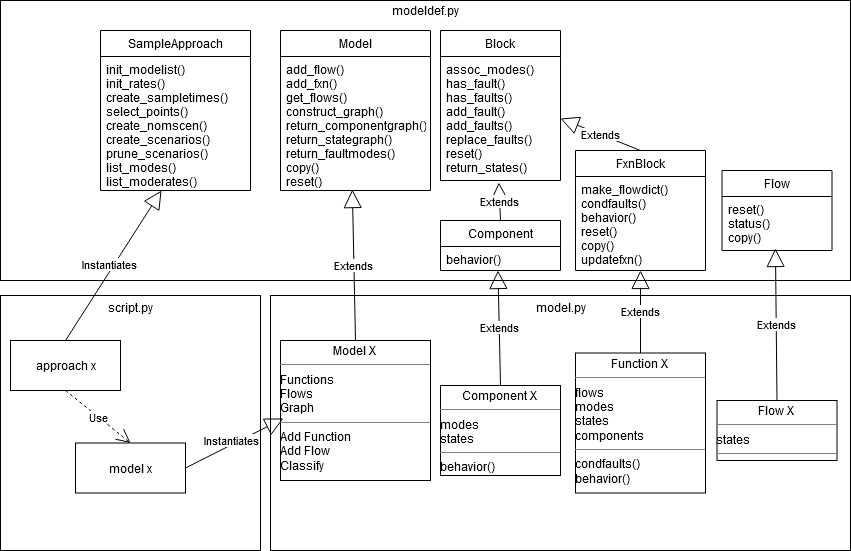 modeldef.py
SampleApproach
init_modelist()
init_rates()
create_sampletimes()
select_points()
create_nomscen()
create_scenarios()
prune_scenarios()
list_modes()
list_moderates()
Model
add_flow()
add_fxn()
get_flows()
construct_graph()
return_componentgraph()
return_stategraph()
return_faultmodes()
copy()
reset()
Block
assoc_modes()
has_fault()
has_faults()
add_fault()
add_faults()
replace_faults()
reset()
return_states()
Extends
FxnBlock
make_flowdict()
condfaults()
behavior()
reset()
copy()
updatefxn()
Flow
reset()
status()
copy()
Extends
Component
behavior()
Instantiates
Extends
Extends
Extends
Extends
script.py
approach x
Use
model x
Instantiates
model.py
Model X
Functions
Flows
Graph
Add Function
Add Flow
Classify
Component X
modes
states
behavior()
Function X
flows
modes
states
components
condfaults()
behavior()
Flow X
states